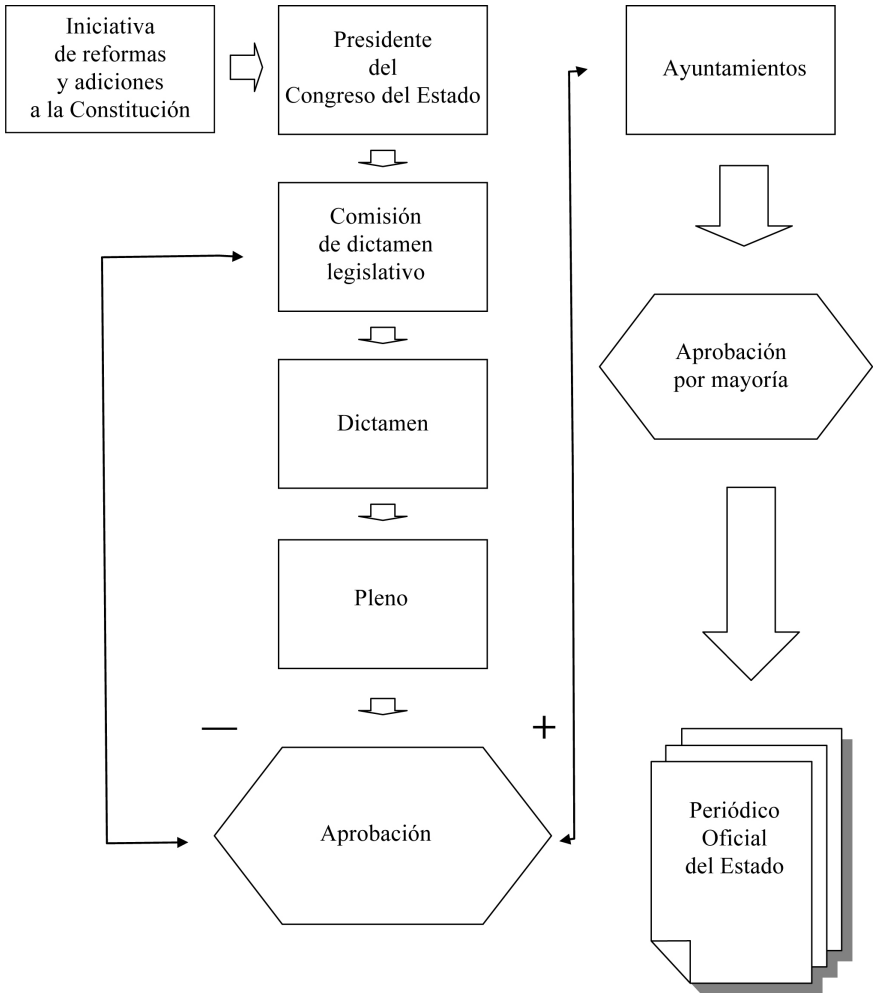 Iniciativa
de reformas
y adiciones
a la Constitución
Presidente
del
Congreso del Estado
Comisión
de dictamen
legislativo
Dictamen
Pleno
—
+
Aprobación
Ayuntamientos
Aprobación
por mayoría
Periódico
Oficial
del Estado